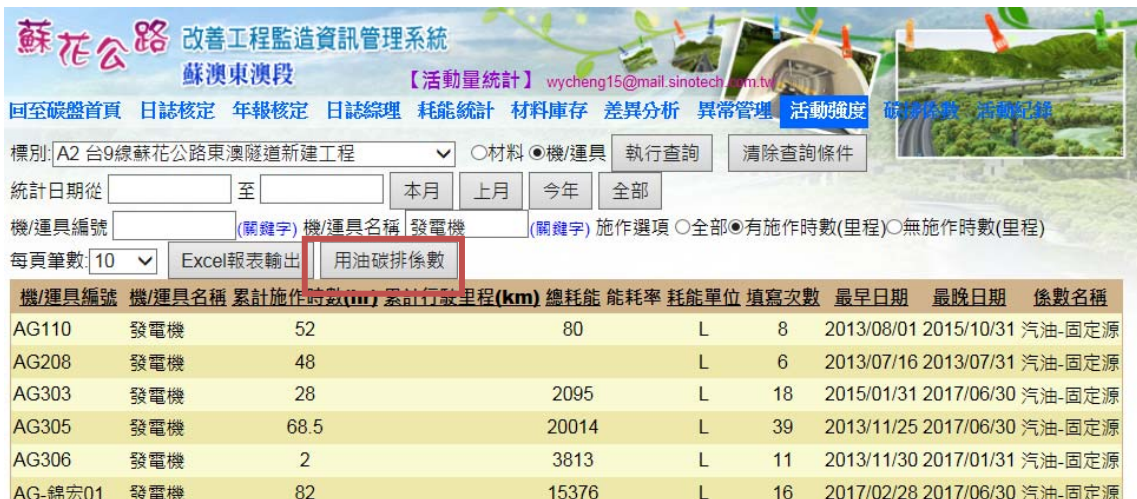 蘇花公路 改善工程監造資訊管理系統
蘇澳東澳段 【活動量統計】 wycheng15@mail.sinotech.com.tw
回至碳盤首頁 日誌核定 年報核定 日誌綜理 耗能統計 材料庫存 差異分析 異常管理 活動強度 碳排係數 活動紀錄
標別: A2 台9線蘇花公路東澳隧道新建工程 ○材料 ◉機/運具 執行查詢 清除查詢條件
統計日期從 至 本月 上月 今年 全部
機/運具編號 (關鍵字) 機/運具名稱 發電機 (關鍵字) 施作選項 ○全部◉有施作時數(里程)○無施作時數(里程)
每頁筆數: 10 Excel報表輸出 用油碳排係數
機/運具編號 機/運具名稱 累計施作時數(hr) 累計行駛里程(km) 總耗能 能耗率 耗能單位 填寫次數 最早日期 最晚日期 係數名稱
AG110 發電機 52 80 L 8 2013/08/01 2015/10/31 汽油-固定源
AG208 發電機 48 L 6 2013/07/16 2013/07/31 汽油-固定源
AG303 發電機 28 2095 L 18 2015/01/31 2017/06/30 汽油-固定源
AG305 發電機 68.5 20014 L 39 2013/11/25 2017/06/30 汽油-固定源
AG306 發電機 2 3813 L 11 2013/11/30 2017/01/31 汽油-固定源
AG-錦宏01 發電機 82 15376 L 16 2017/02/28 2017/06/30 汽油-固定源